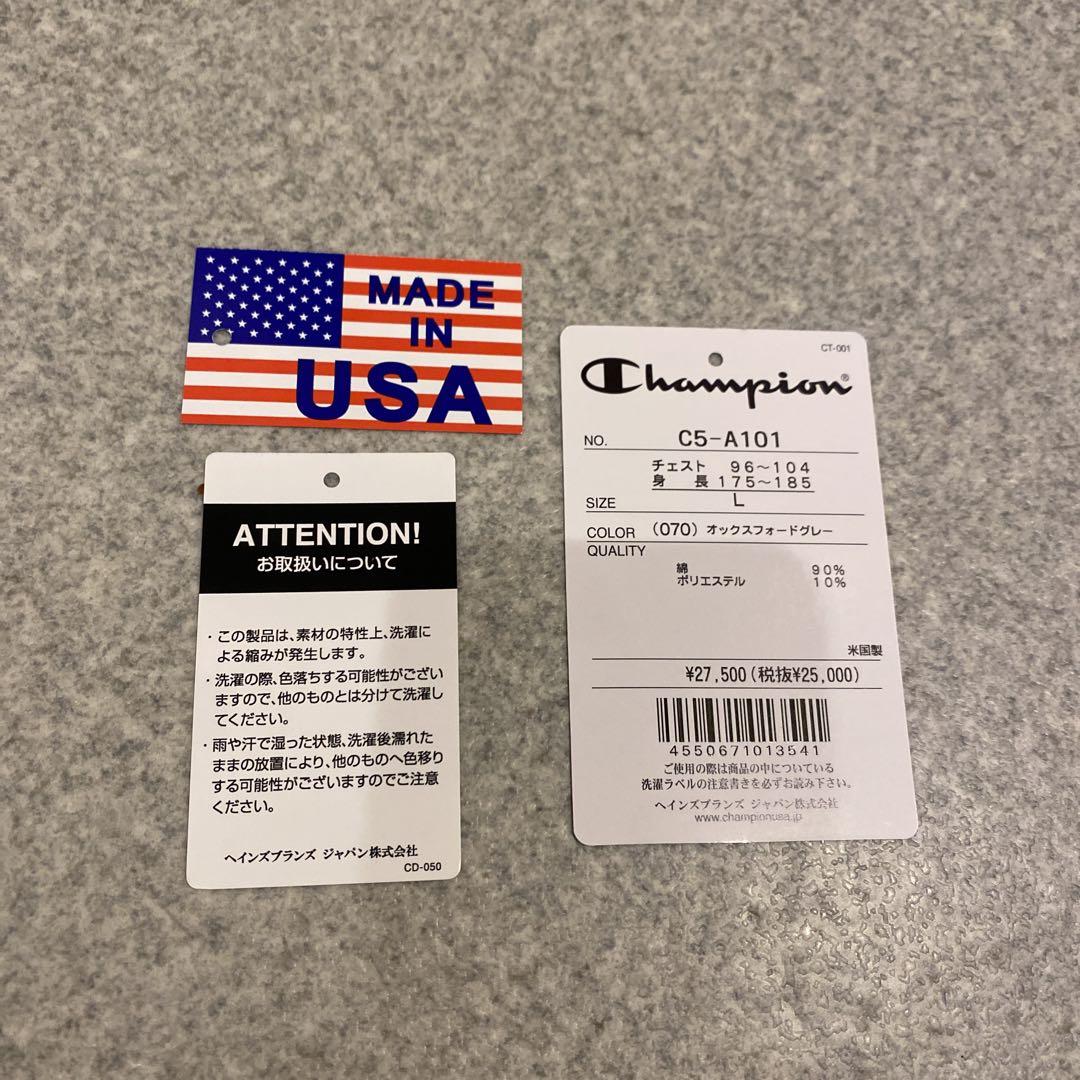 MADE
IN
USA
ATTENTION!
お取扱いについて
・この製品は、素材の特性上、洗濯に
よる縮みが発生します。
・洗濯の際、色落ちする可能性がござい
ますので、他のものとは分けて洗濯し
てください。
・雨や汗で湿った状態、洗濯後濡れた
ままの放置により、他のものへ色移り
する可能性がございますのでご注意
ください。
ヘインズブランズ ジャパン株式会社
CD-050
CT-001
Champion®
NO. C5-A101
チェスト 96〜104
身 長 175〜185
SIZE L
COLOR (070) オックスフォードグレー
QUALITY
綿 90%
ポリエステル 10%
米国製
¥27,500(税抜¥25,000)
4550671013541
ご使用の際は商品の中についている
洗濯ラベルの注意書きを必ずお読み下さい。
ヘインズブランズ ジャパン株式会社
www.championusa.jp